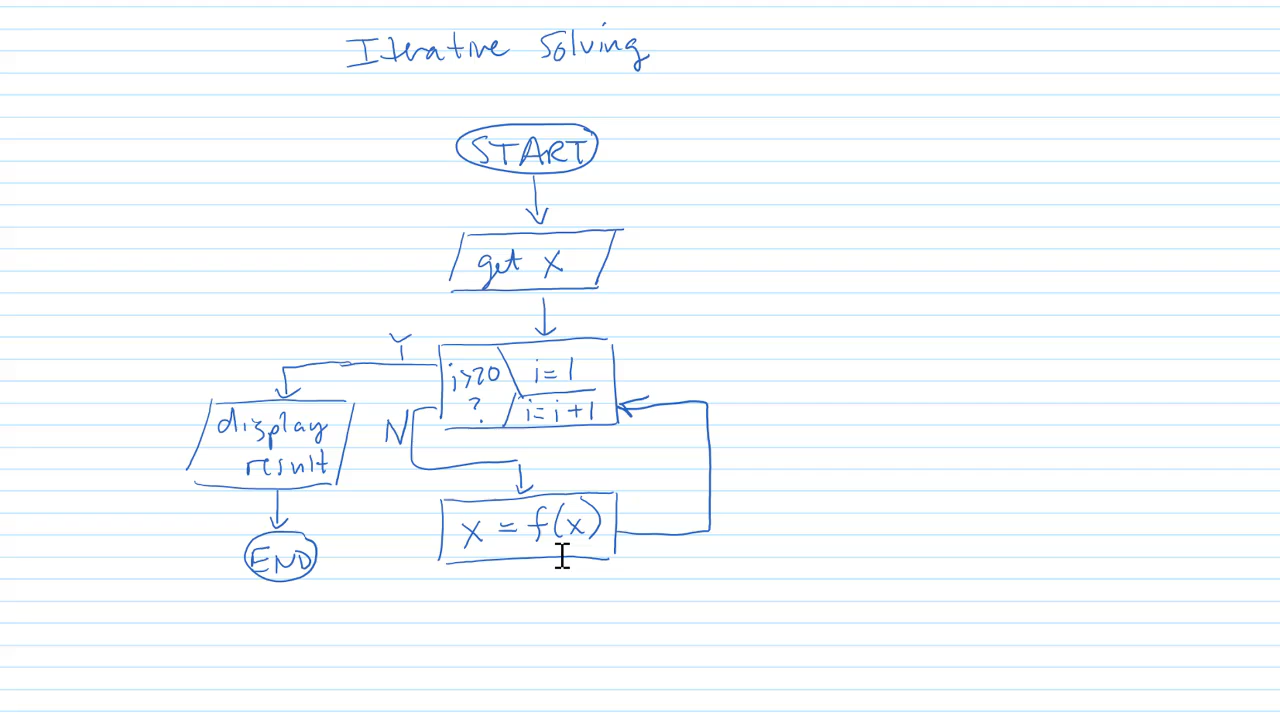 Iterative Solving
START
get x
Y
i>20
?
i=1
i=i+1
display
result
N
x = f(x)
END